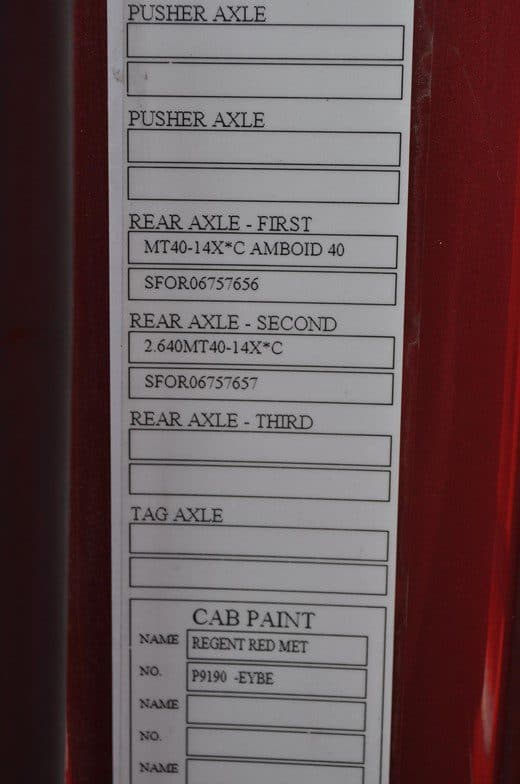 PUSHER AXLE
PUSHER AXLE
REAR AXLE - FIRST
MT40-14X*C AMBOID 40
SFOR06757656
REAR AXLE - SECOND
2.640MT40-14X*C
SFOR06757657
REAR AXLE - THIRD
TAG AXLE
CAB PAINT
NAME REGENT RED MET
NO. P9190 -EYBE
NAME
NO.
NAME